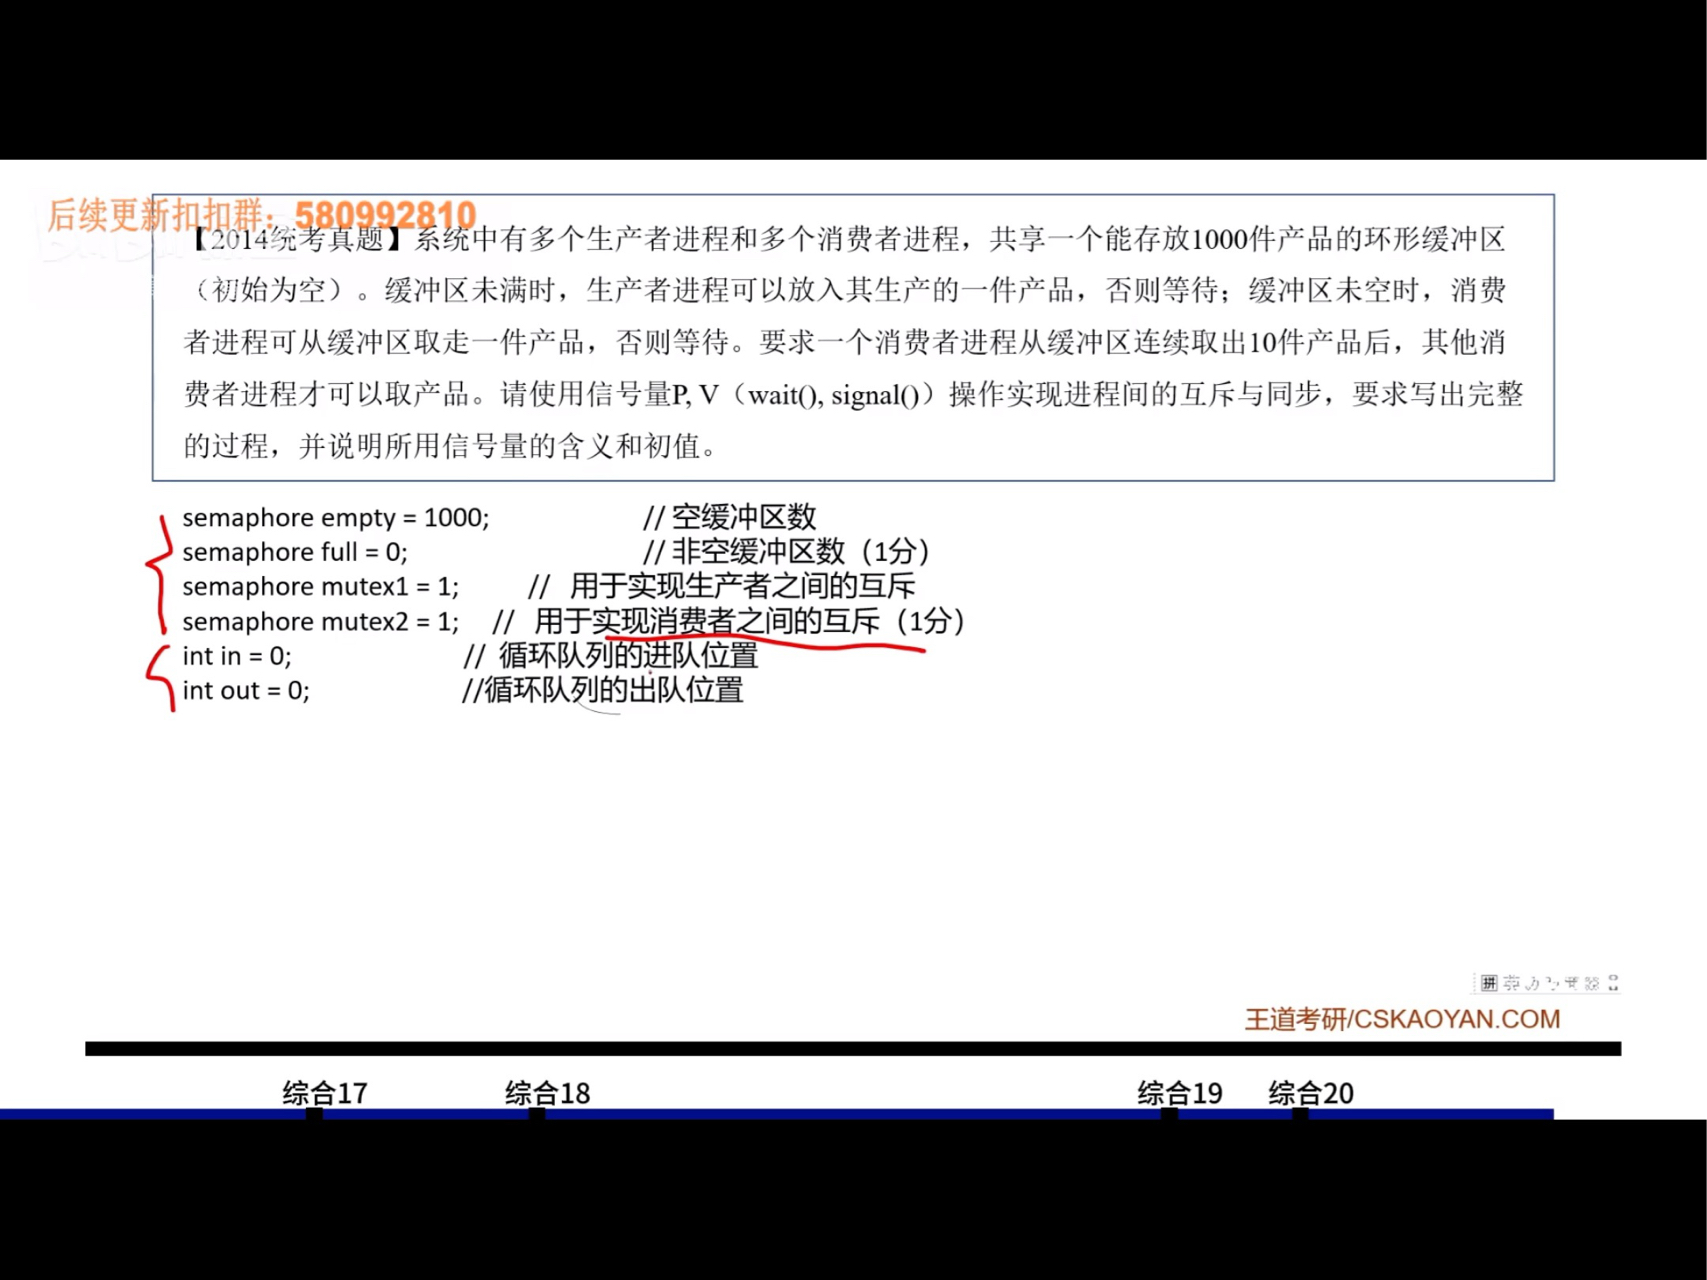 后续更新扣扣群：580992810
【2014统考真题】系统中有多个生产者进程和多个消费者进程，共享一个能存放1000件产品的环形缓冲区
（初始为空）。缓冲区未满时，生产者进程可以放入其生产的一件产品，否则等待；缓冲区未空时，消费
者进程可从缓冲区取走一件产品，否则等待。要求一个消费者进程从缓冲区连续取出10件产品后，其他消
费者进程才可以取产品。请使用信号量P, V（wait(), signal()）操作实现进程间的互斥与同步，要求写出完整
的过程，并说明所用信号量的含义和初值。
semaphore empty = 1000; // 空缓冲区数
semaphore full = 0; // 非空缓冲区数（1分）
semaphore mutex1 = 1; // 用于实现生产者之间的互斥
semaphore mutex2 = 1; // 用于实现消费者之间的互斥（1分）
int in = 0; // 循环队列的进队位置
int out = 0; //循环队列的出队位置
拼
王道考研/CSKAOYAN.COM
综合17 综合18 综合19 综合20